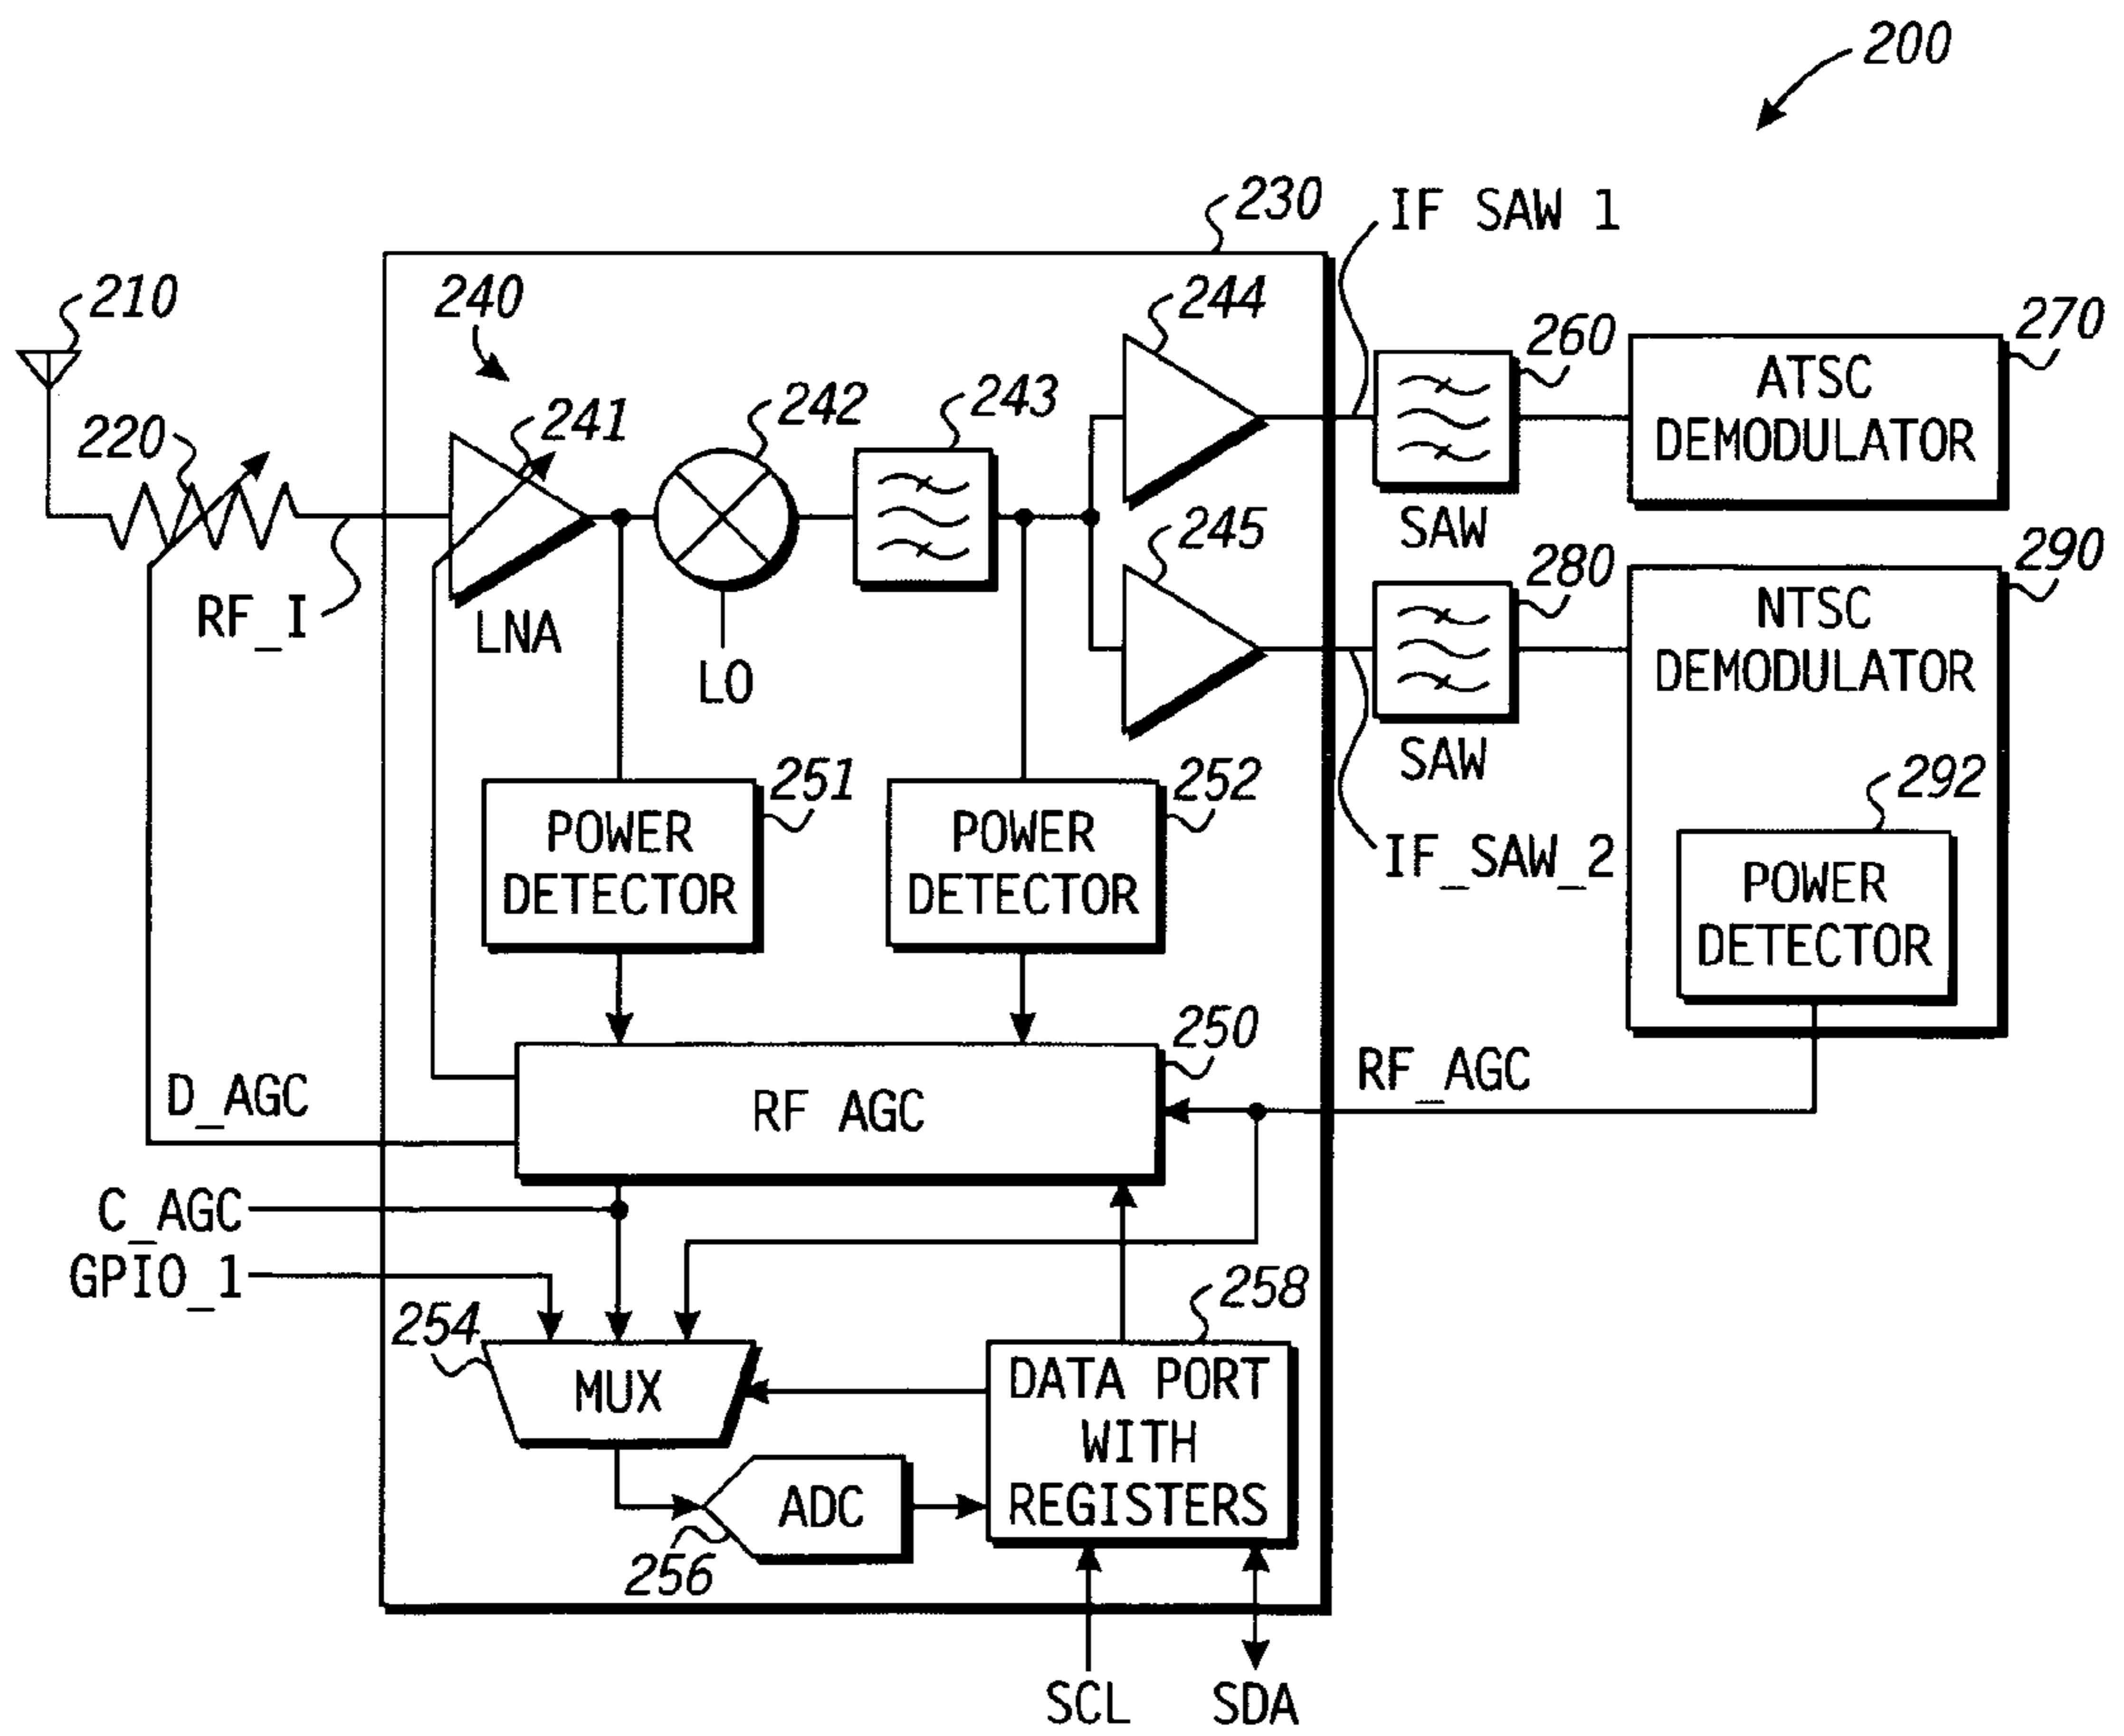 200
230
IF SAW 1
210
240
244
260
270
ATSC
DEMODULATOR
220
241
242
243
SAW
245
280
290
NTSC
DEMODULATOR
RF_I
LNA
LO
SAW
251
252
292
POWER
DETECTOR
POWER
DETECTOR
IF_SAW_2
POWER
DETECTOR
250
RF_AGC
D_AGC
RF AGC
C_AGC
GPIO_1
254
258
MUX
DATA PORT
WITH
REGISTERS
ADC
256
SCL
SDA